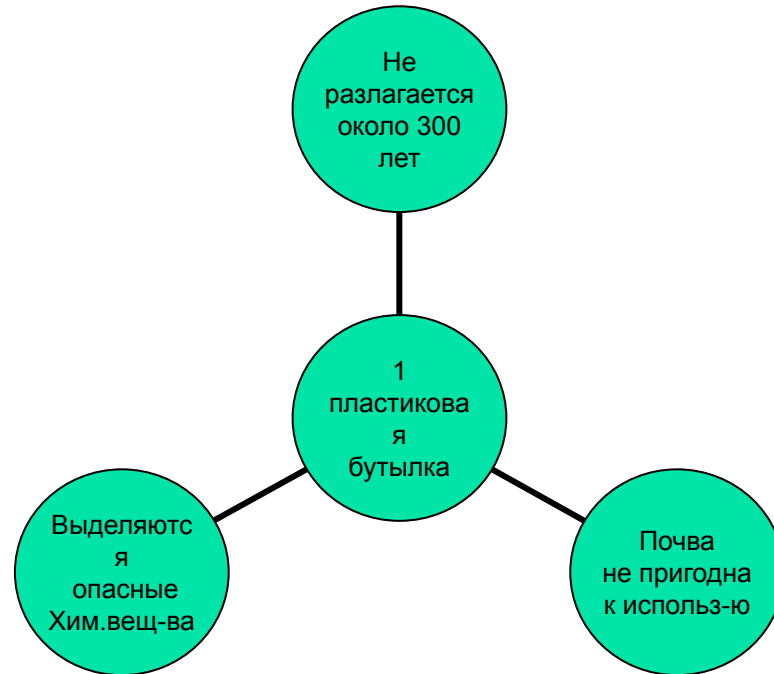 Не
разлагается
около 300
лет
1
пластикова
я
бутылка
Выделяютс
я
опасные
Хим.вещ-ва
Почва
не пригодна
к использ-ю